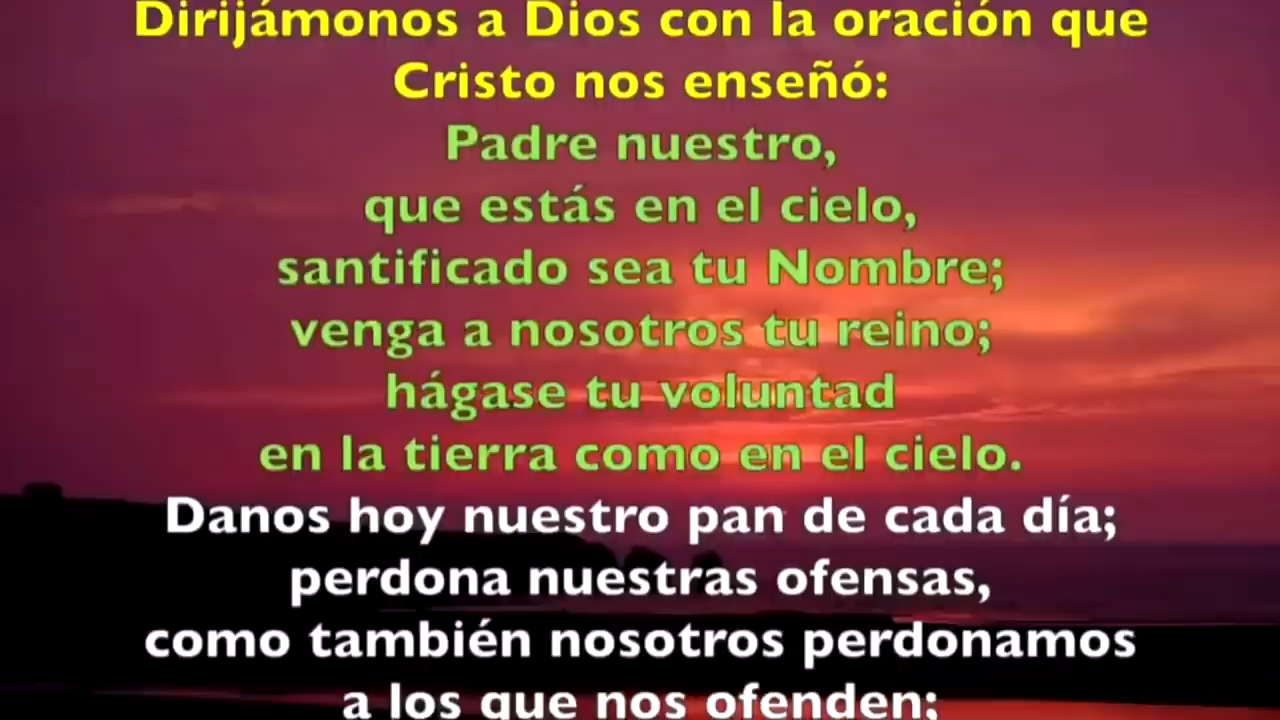 Dirijámonos a Dios con la oración que
Cristo nos enseñó:
Padre nuestro,
que estás en el cielo,
santificado sea tu Nombre;
venga a nosotros tu reino;
hágase tu voluntad
en la tierra como en el cielo.
Danos hoy nuestro pan de cada día;
perdona nuestras ofensas,
como también nosotros perdonamos
a los que nos ofenden;